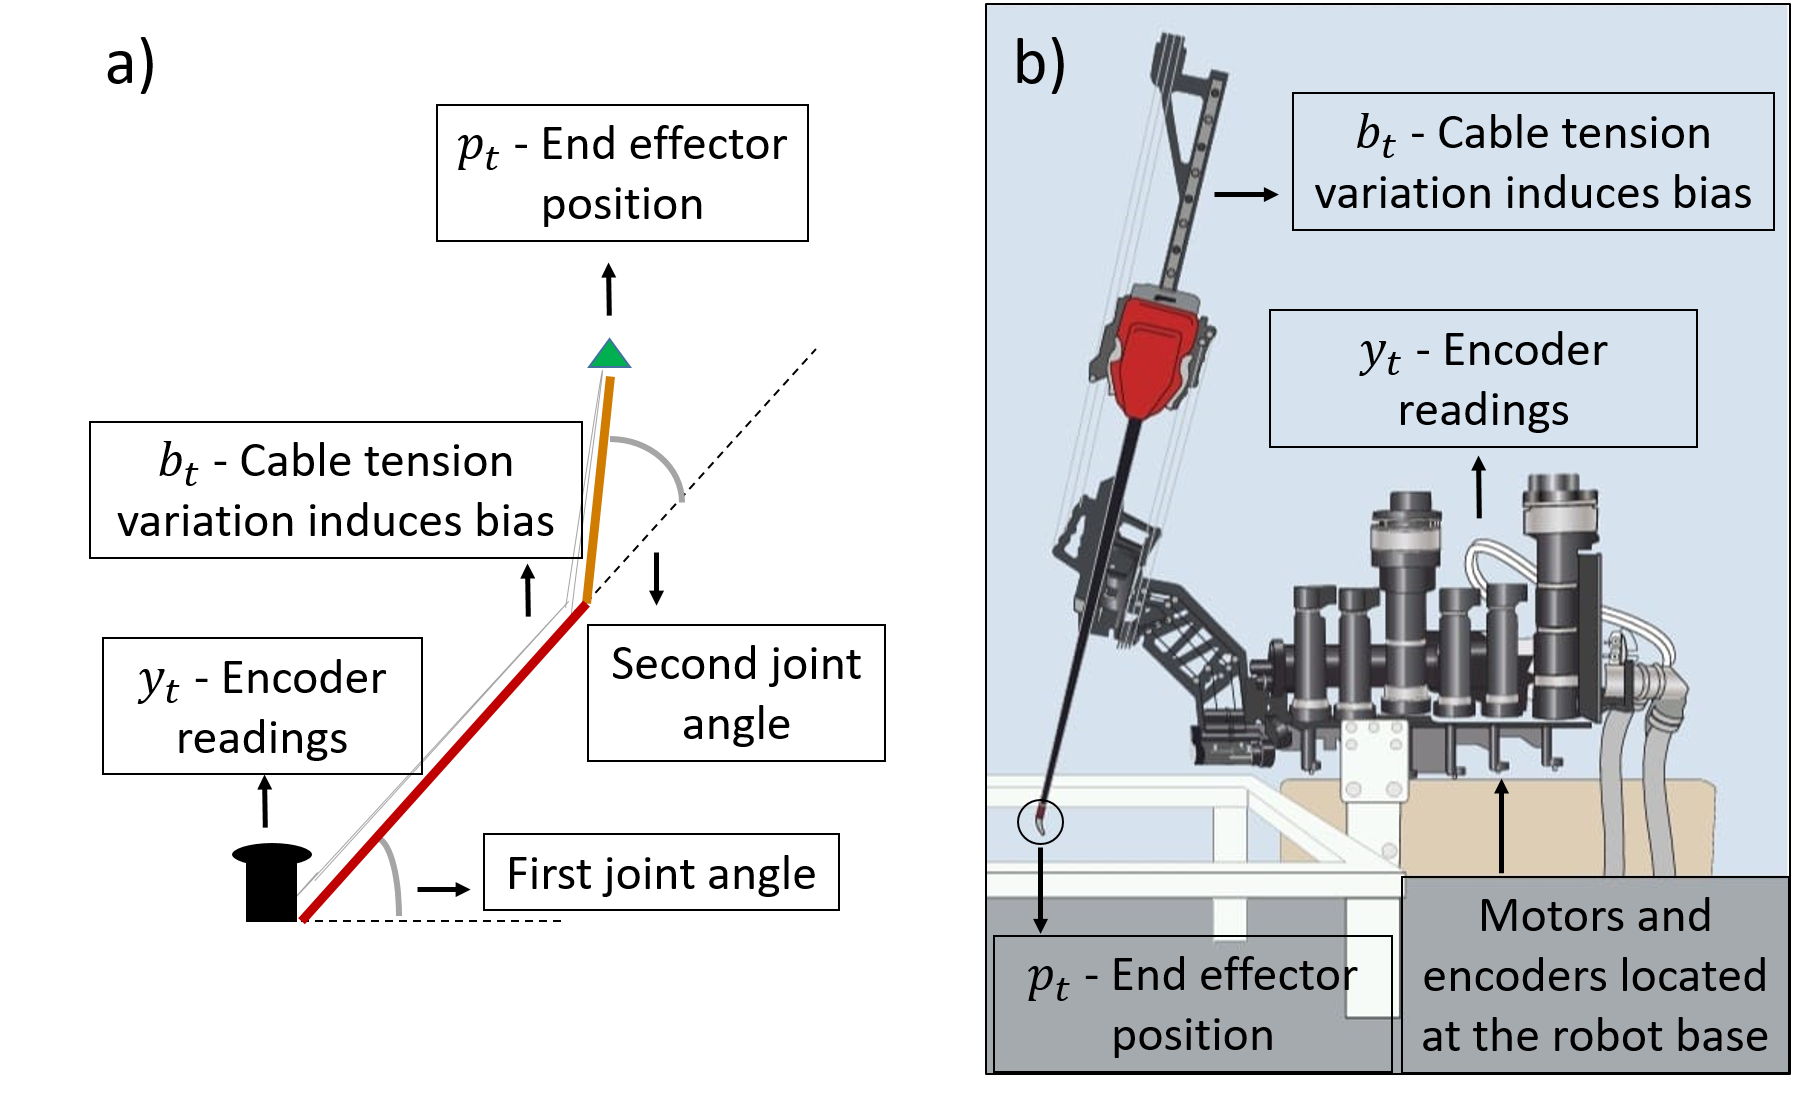 a)
p_t - End effector
position
b_t - Cable tension
variation induces bias
y_t - Encoder
readings
Second joint
angle
First joint angle
b)
b_t - Cable tension
variation induces bias
y_t - Encoder
readings
p_t - End effector
position
Motors and
encoders located
at the robot base